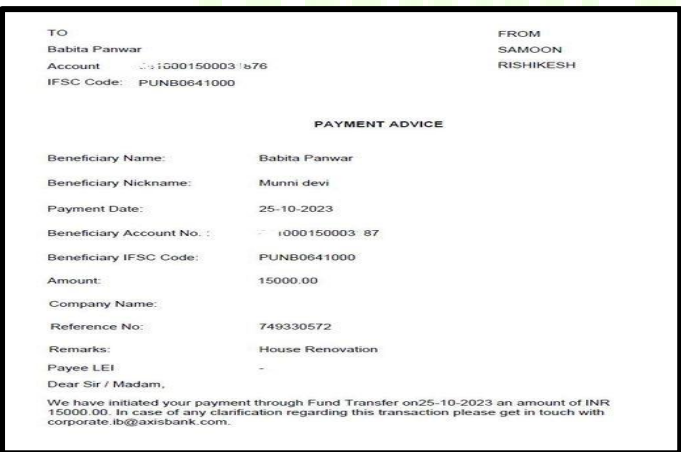 TO
Babita Panwar
Account
IFSC Code: PUNB0641000
FROM
SAMOON
RISHIKESH
PAYMENT ADVICE
Beneficiary Name: Babita Panwar
Beneficiary Nickname: Munni devi
Payment Date: 25-10-2023
Beneficiary Account No. :
Beneficiary IFSC Code: PUNB0641000
Amount: 15000.00
Company Name:
Reference No: 749330572
Remarks: House Renovation
Payee LEI -
Dear Sir / Madam,
We have initiated your payment through Fund Transfer on25-10-2023 an amount of INR
15000.00. In case of any clarification regarding this transaction please get in touch with
corporate.ib@axisbank.com.